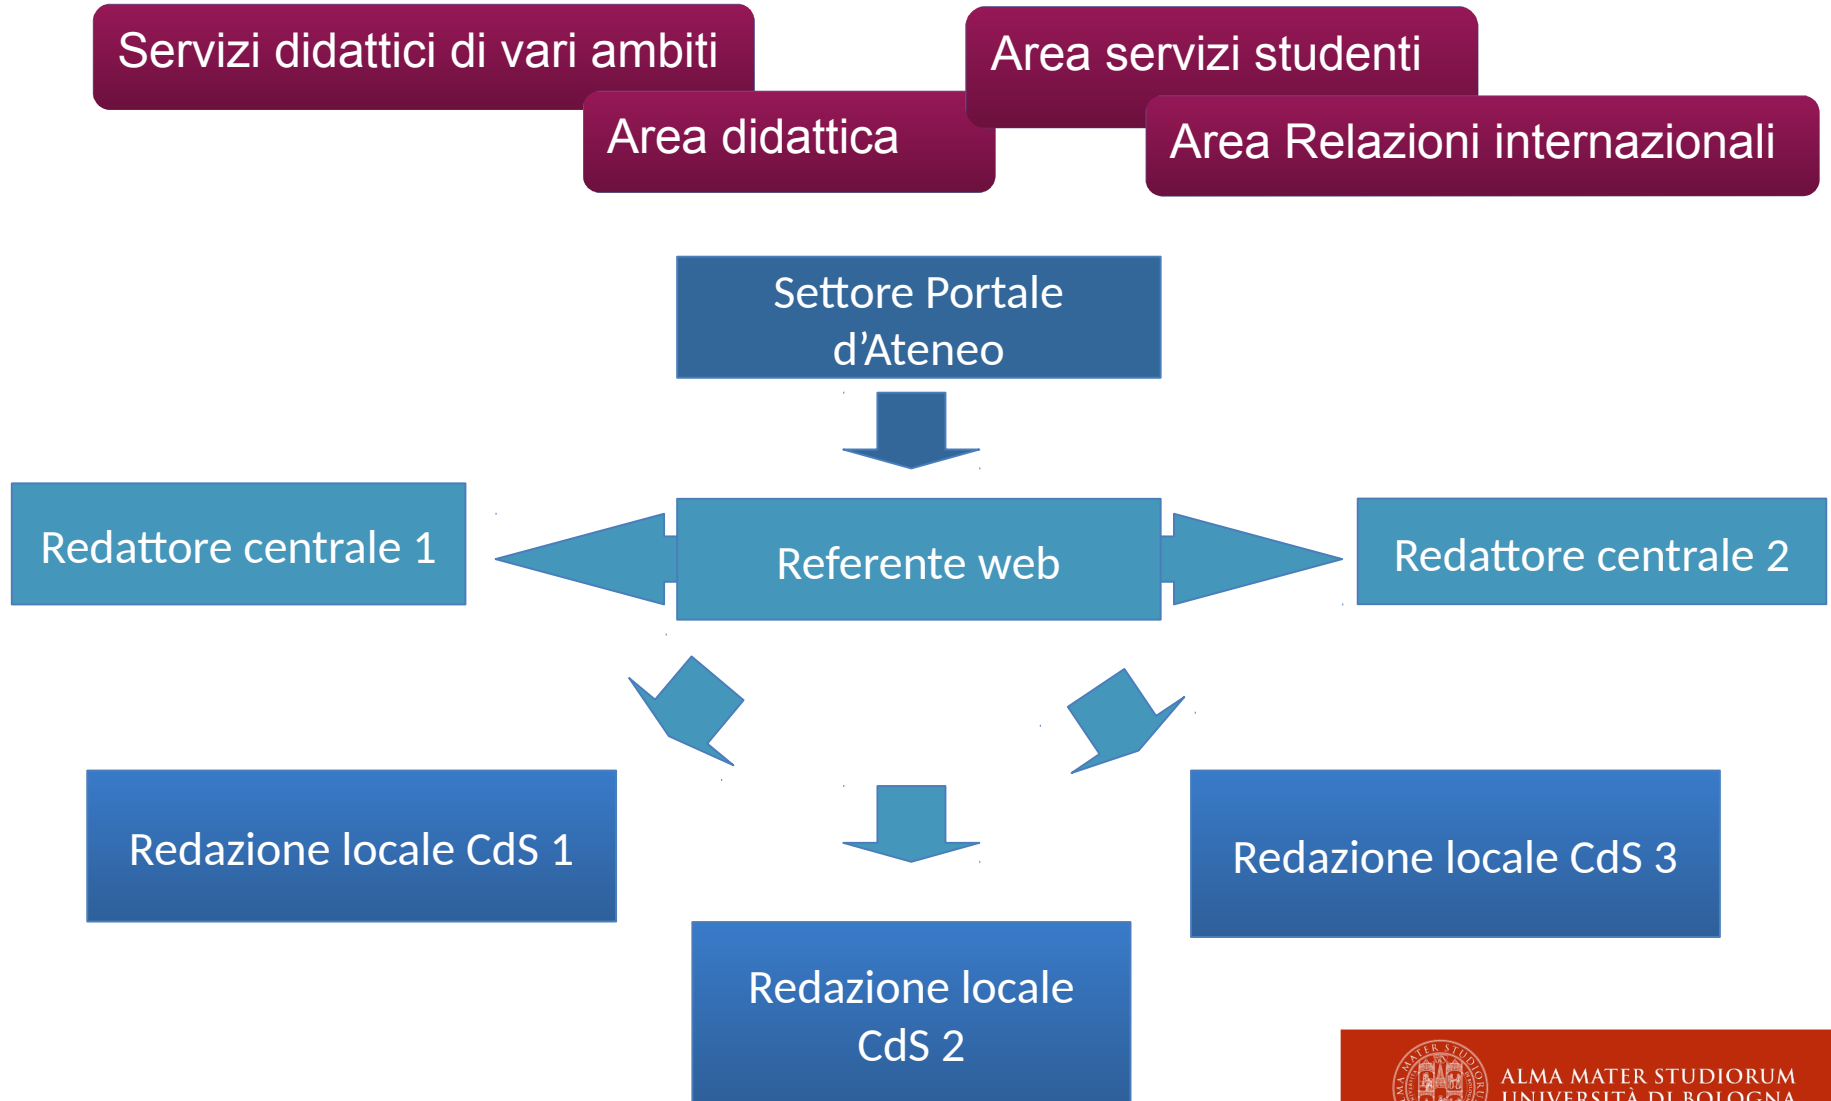 Servizi didattici di vari ambiti
Area servizi studenti
Area didattica
Area Relazioni internazionali
Settore Portale
d’Ateneo
Redattore centrale 1
Referente web
Redattore centrale 2
Redazione locale CdS 1
Redazione locale CdS 3
Redazione locale
CdS 2
ALMA MATER STUDIORUM
UNIVERSITÀ DI BOLOGNA